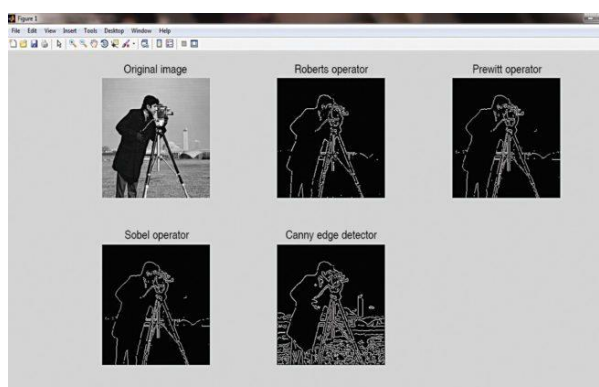 Figure 1
File Edit View Insert Tools Desktop Window Help
Original image Roberts operator Prewitt operator
Sobel operator Canny edge detector